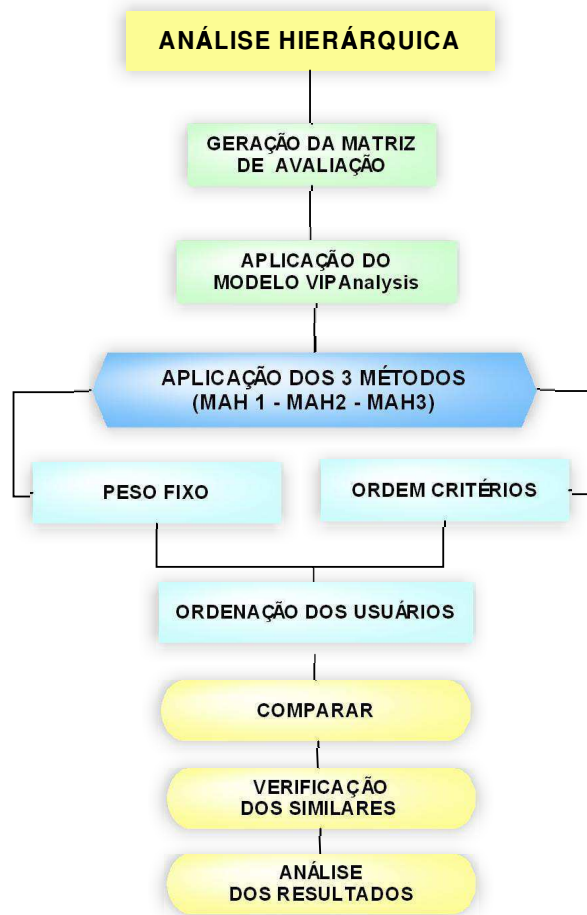 ANÁLISE HIERÁRQUICA
GERAÇÃO DA MATRIZ
DE AVALIAÇÃO
APLICAÇÃO DO
MODELO VIPAnalysis
APLICAÇÃO DOS 3 MÉTODOS
(MAH 1 - MAH2 - MAH3)
PESO FIXO
ORDEM CRITÉRIOS
ORDENAÇÃO DOS USUÁRIOS
COMPARAR
VERIFICAÇÃO
DOS SIMILARES
ANÁLISE
DOS RESULTADOS